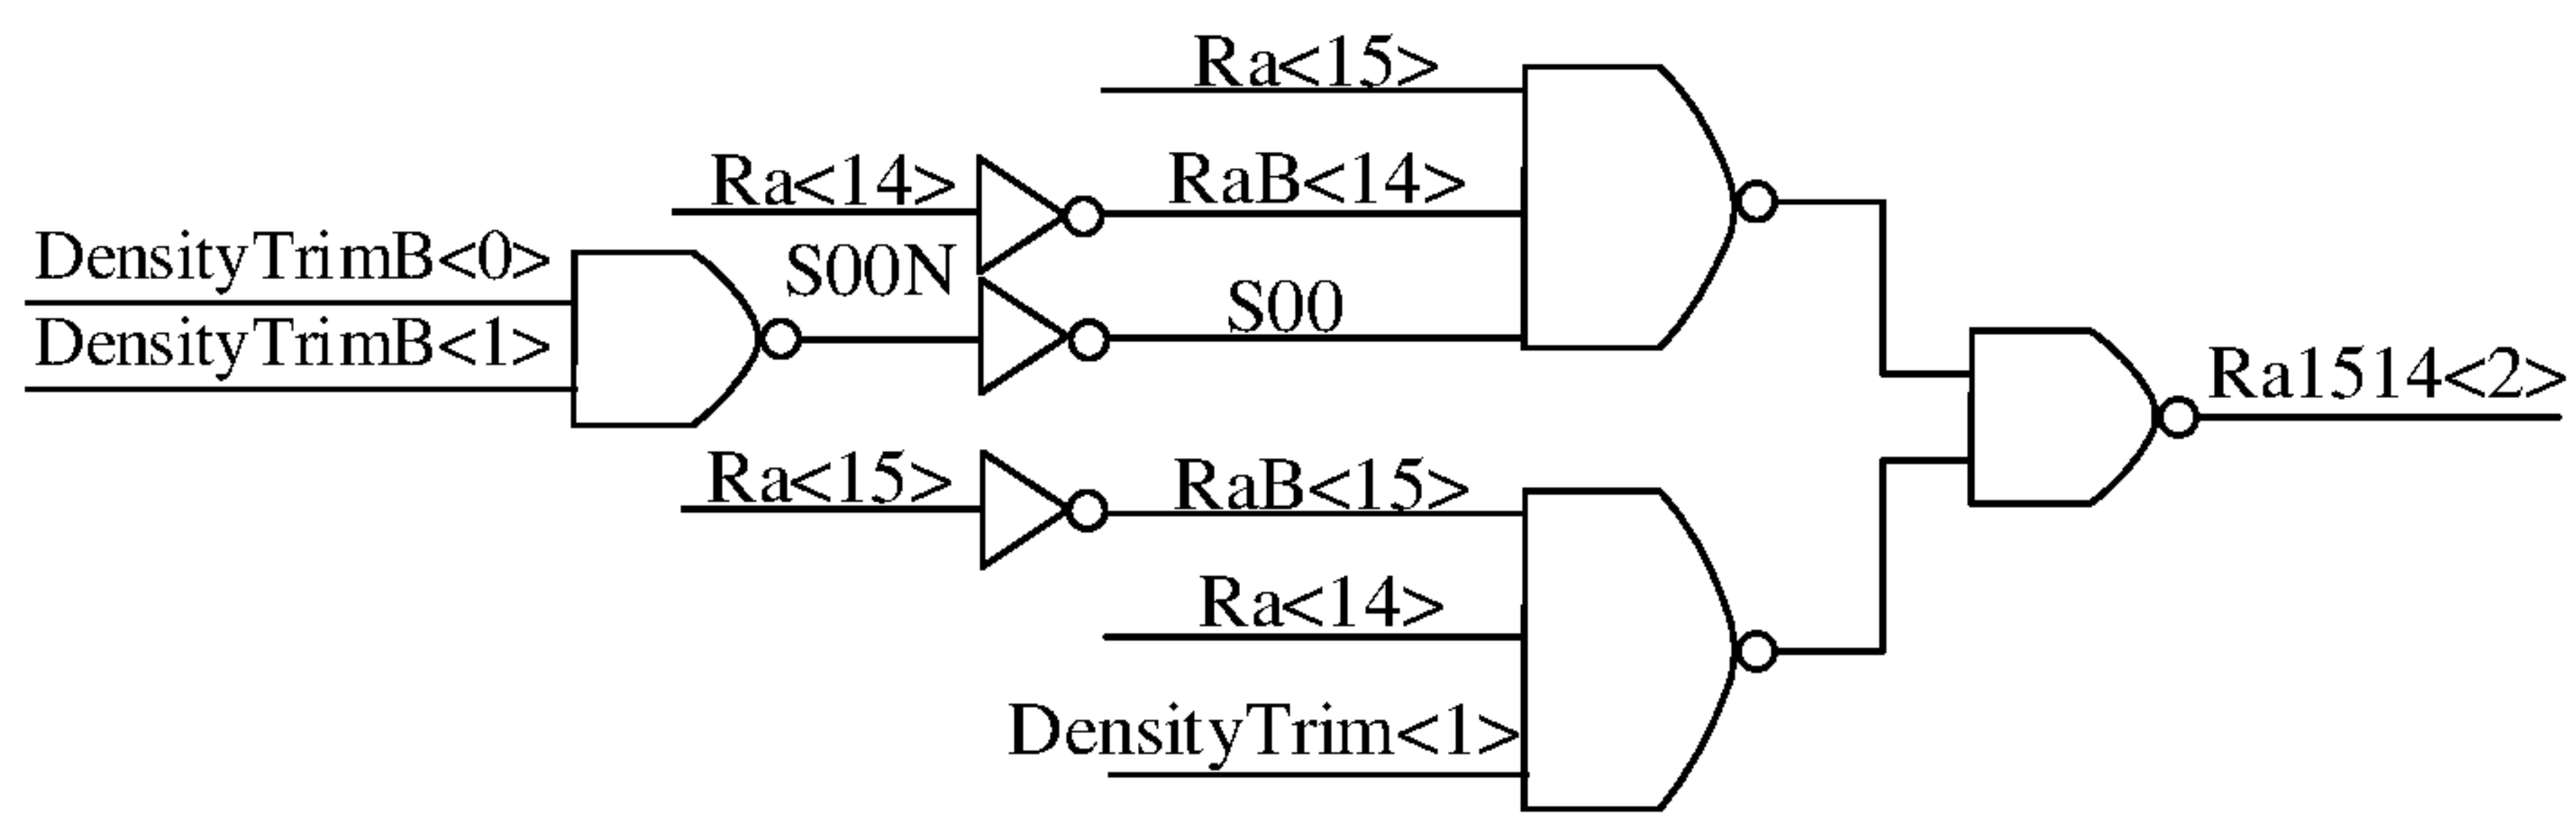 Ra<15>
Ra<14>
RaB<14>
DensityTrimB<0>
S00N
S00
DensityTrimB<1>
Ra1514<2>
Ra<15>
RaB<15>
Ra<14>
DensityTrim<1>